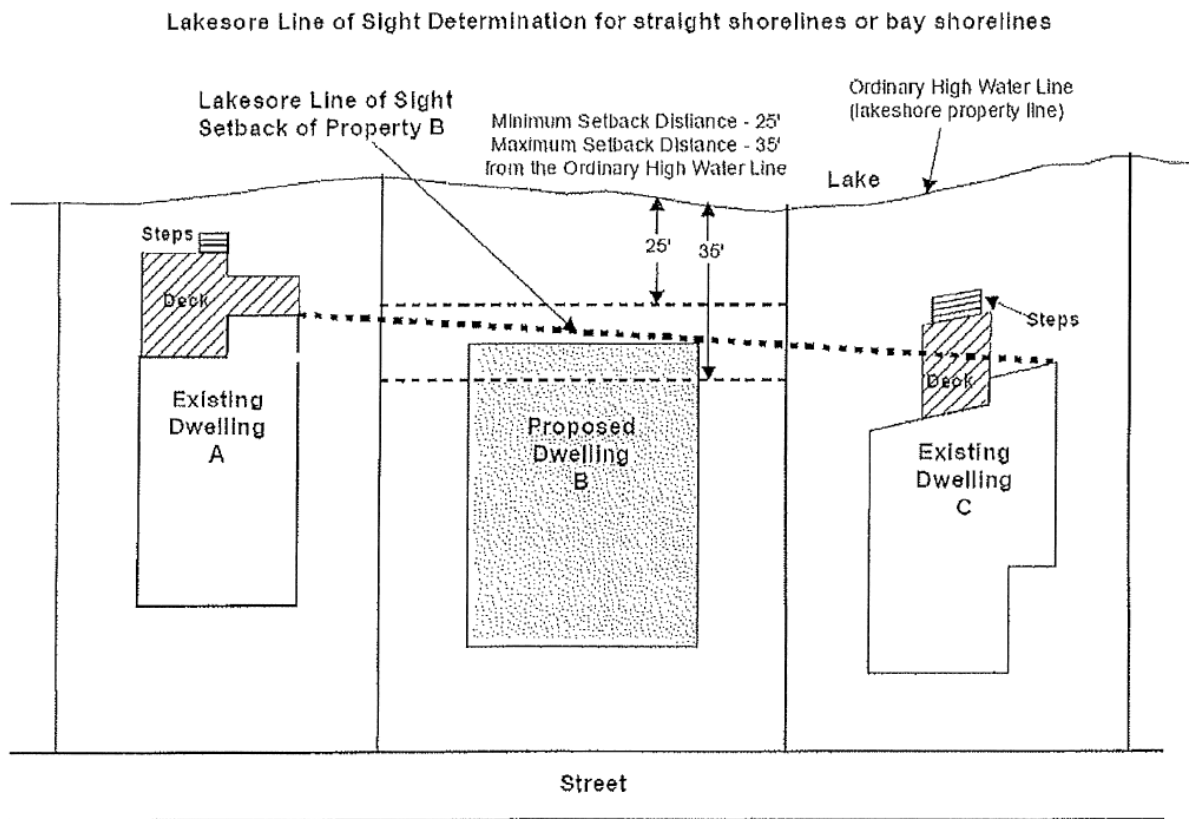 Lakesore Line of Sight Determination for straight shorelines or bay shorelines
Lakesore Line of Sight
Setback of Property B
Minimum Setback Distiance - 25'
Maximum Setback Distance - 35'
from the Ordinary High Water Line
Ordinary High Water Line
(lakeshore property line)
Lake
Steps
25'
35'
Deck
Steps
Deck
Existing
Dwelling
A
Proposed
Dwelling
B
Existing
Dwelling
C
Street